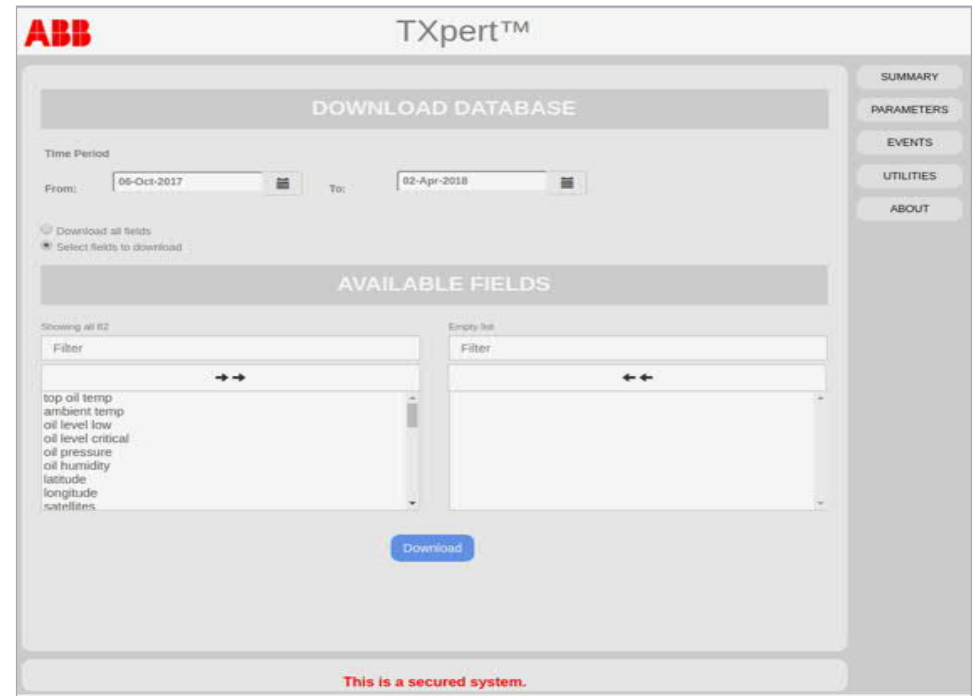 ABB
TXpert™
SUMMARY
PARAMETERS
EVENTS
UTILITIES
ABOUT
DOWNLOAD DATABASE
Time Period
From: 06-Oct-2017 To: 02-Apr-2018
Download all fields
Select fields to download
AVAILABLE FIELDS
Showing all 82 Empty list
Filter Filter
top oil temp
ambient temp
oil level low
oil level critical
oil pressure
oil humidity
latitude
longitude
satellites
Download
This is a secured system.